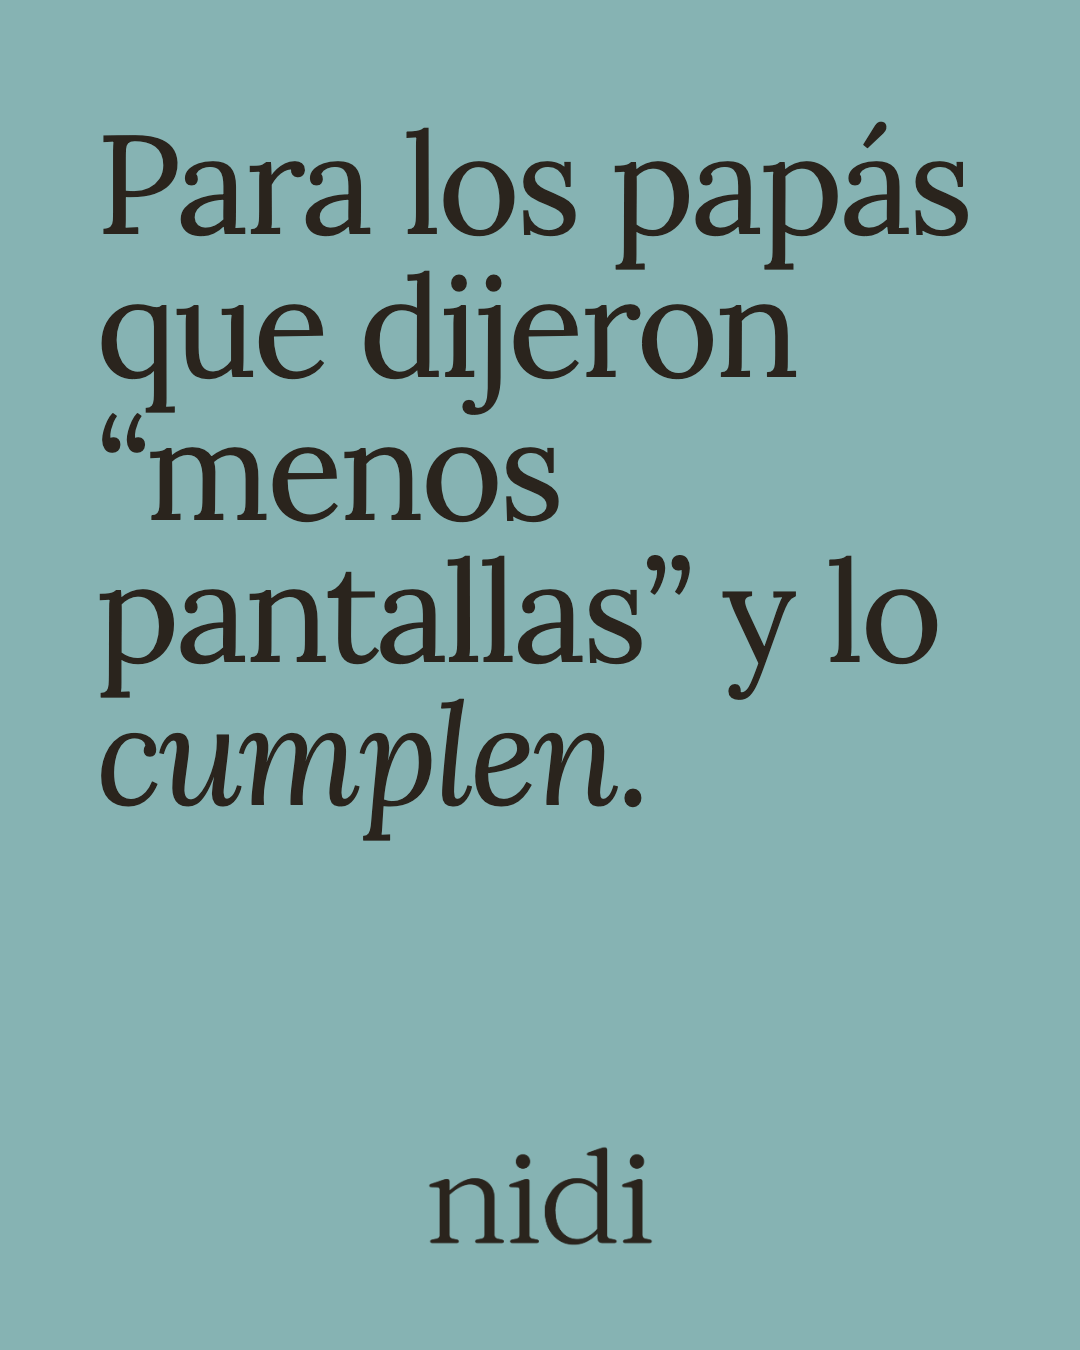 Para los papás
que dijeron
“menos
pantallas” y lo
cumplen.
nidi